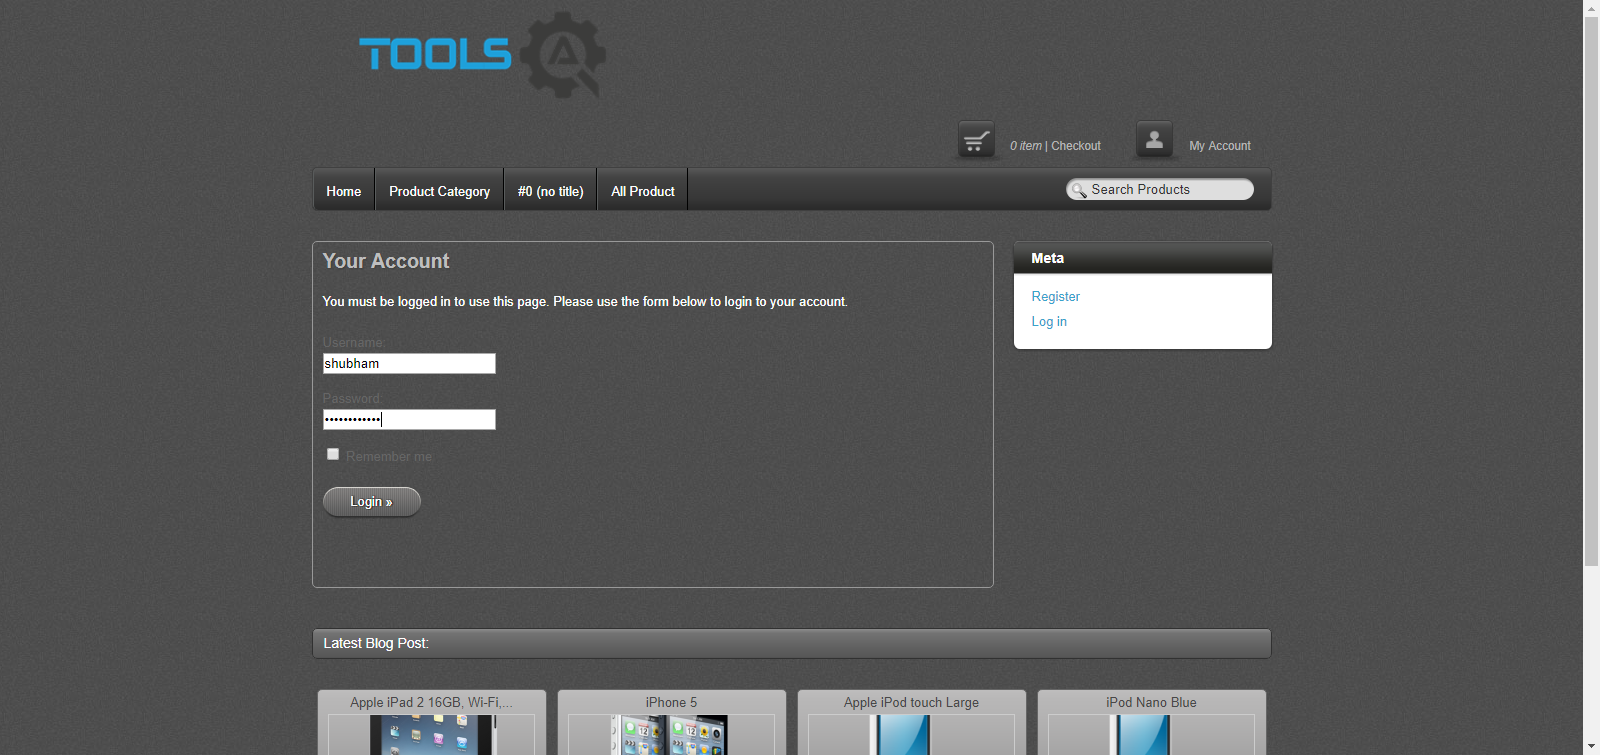 TOOLS
0 item | Checkout
My Account
Home
Product Category
#0 (no title)
All Product
Search Products
Your Account
You must be logged in to use this page. Please use the form below to login to your account.
Username:
shubham
Password:
••••••••••••
Remember me
Login »
Meta
Register
Log in
Latest Blog Post:
Apple iPad 2 16GB, Wi-Fi,...
iPhone 5
Apple iPod touch Large
iPod Nano Blue